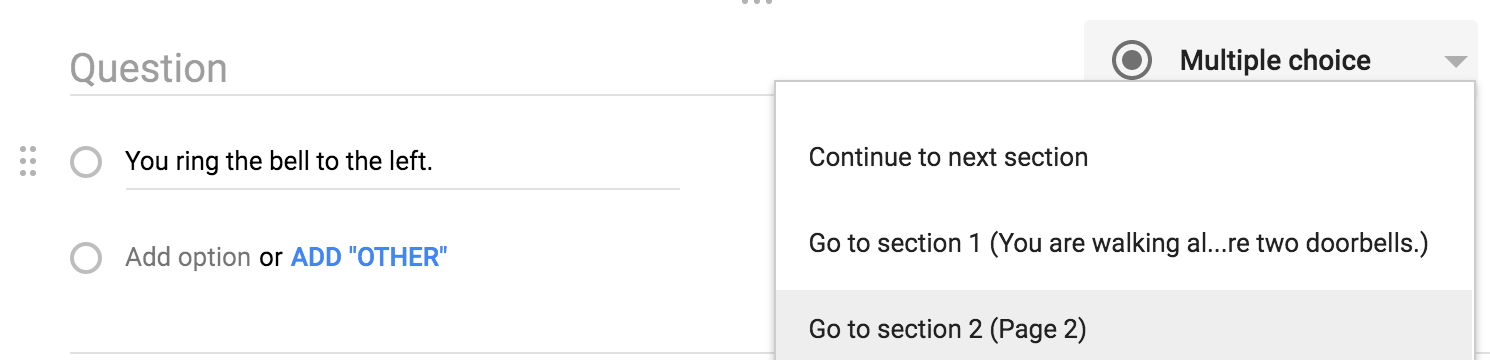 Question
Multiple choice
You ring the bell to the left.
Add option or ADD "OTHER"
Continue to next section
Go to section 1 (You are walking al...re two doorbells.)
Go to section 2 (Page 2)